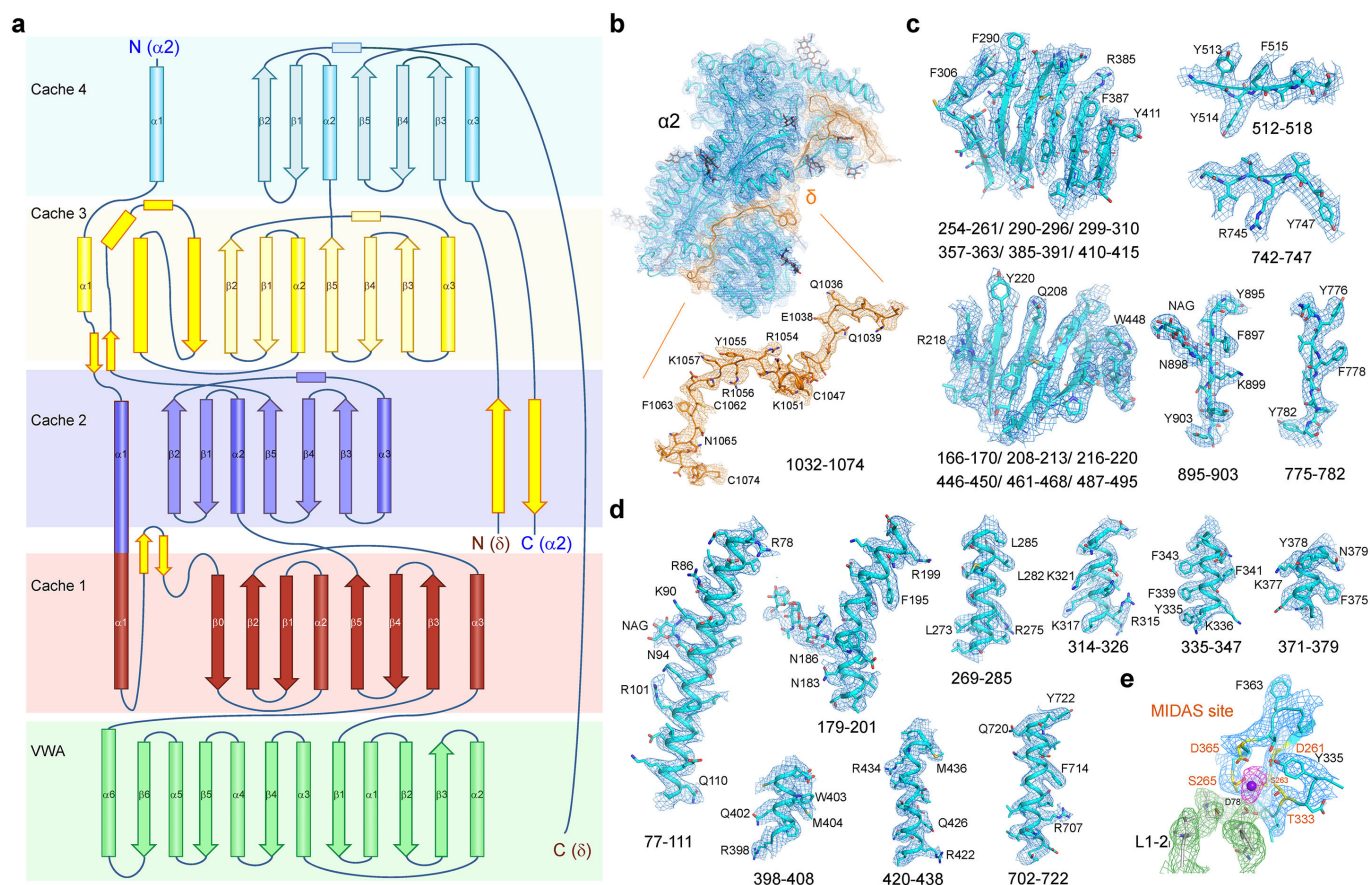 a
N (α2)
Cache 4
α1
β2
β1
α2
β5
β4
β3
α3
Cache 3
α1
β2
β1
α2
β5
β4
β3
α3
Cache 2
α1
β2
β1
α2
β5
β4
β3
α3
N (δ)
C (α2)
Cache 1
α1
β0
β2
β1
α2
β5
β4
β3
α3
VWA
α6
β6
α5
β5
α4
β4
α3
β1
α1
β2
β3
α2
C (δ)
b
α2
δ
Q1036
E1038
Q1039
R1054
Y1055
K1057
R1056
F1063
C1062
K1051
C1047
N1065
C1074
1032-1074
c
F290
F306
R385
F387
Y411
254-261/ 290-296/ 299-310
357-363/ 385-391/ 410-415
Y513
F515
Y514
512-518
R745
Y747
742-747
Y220
Q208
W448
R218
166-170/ 208-213/ 216-220
446-450/ 461-468/ 487-495
NAG
Y895
F897
N898
K899
Y903
895-903
Y776
F778
Y782
775-782
d
R78
R86
K90
NAG
N94
R101
Q110
77-111
R199
F195
N186
N183
179-201
L285
L282
L273
R275
269-285
K321
K317
R315
314-326
F343
F341
F339
Y335
K336
335-347
Y378
N379
K377
F375
371-379
Q402
W403
M404
R398
398-408
R434
M436
Q426
R422
420-438
Y722
Q720
F714
R707
702-722
e
F363
MIDAS site
D365
D261
Y335
S265
S263
D78
T333
L1-2